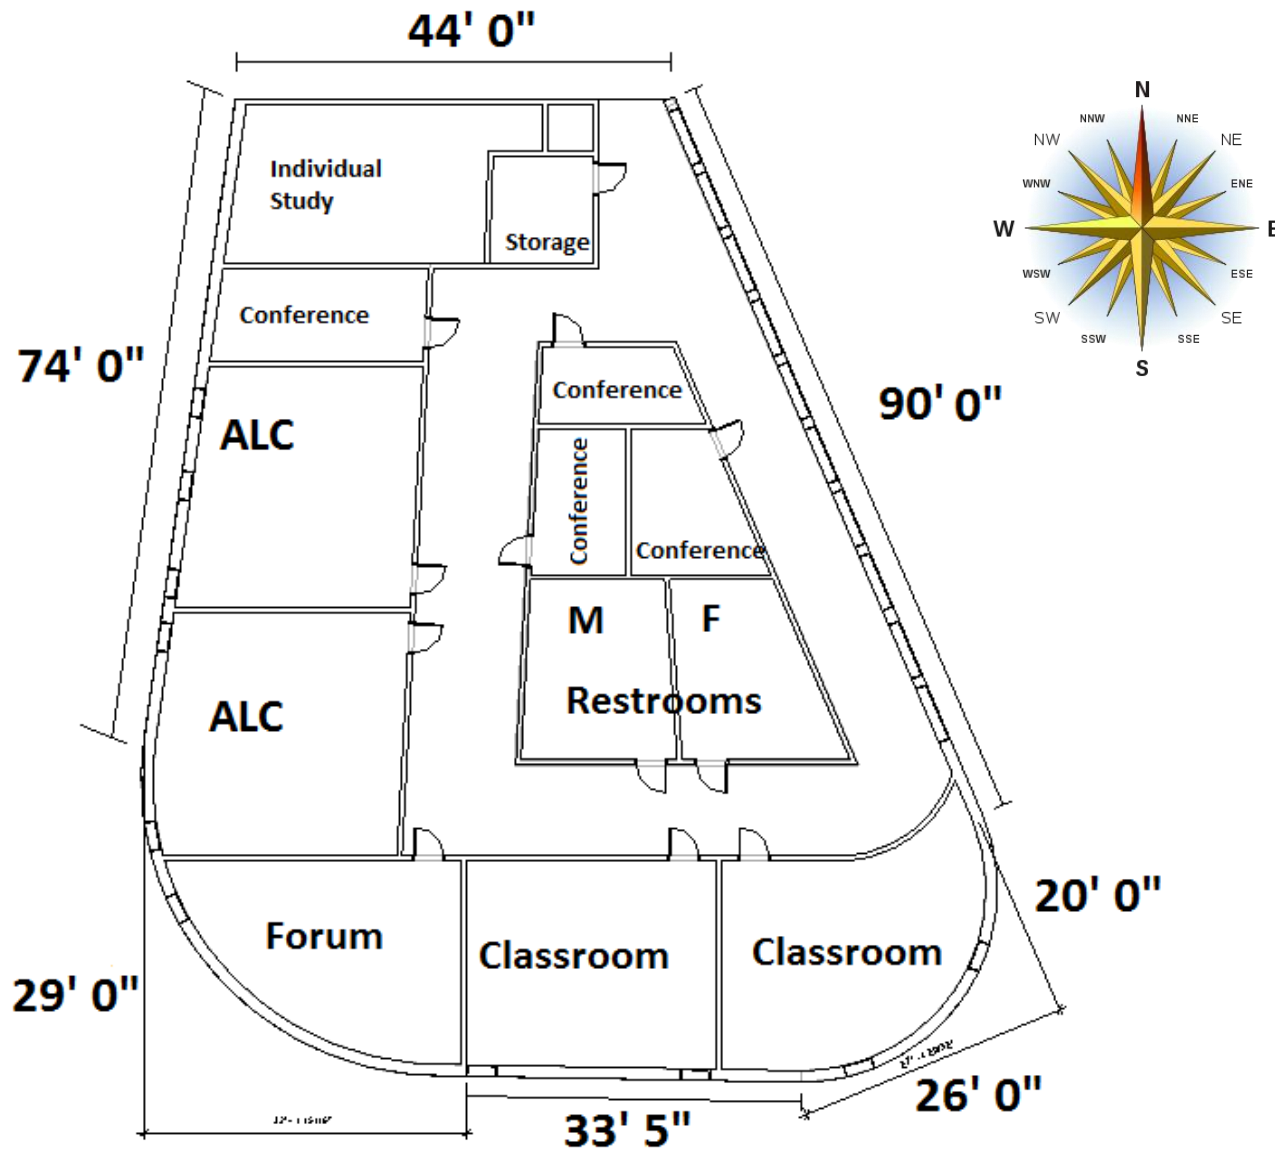 44' 0"
N
NNW
NNE
NW
NE
WNW
ENE
W
E
WSW
ESE
SW
SE
SSW
SSE
S
Individual
Study
Storage
Conference
74' 0"
90' 0"
Conference
ALC
Conference
Conference
M
F
Restrooms
ALC
20' 0"
Forum
Classroom
Classroom
29' 0"
26' 0"
33' 5"